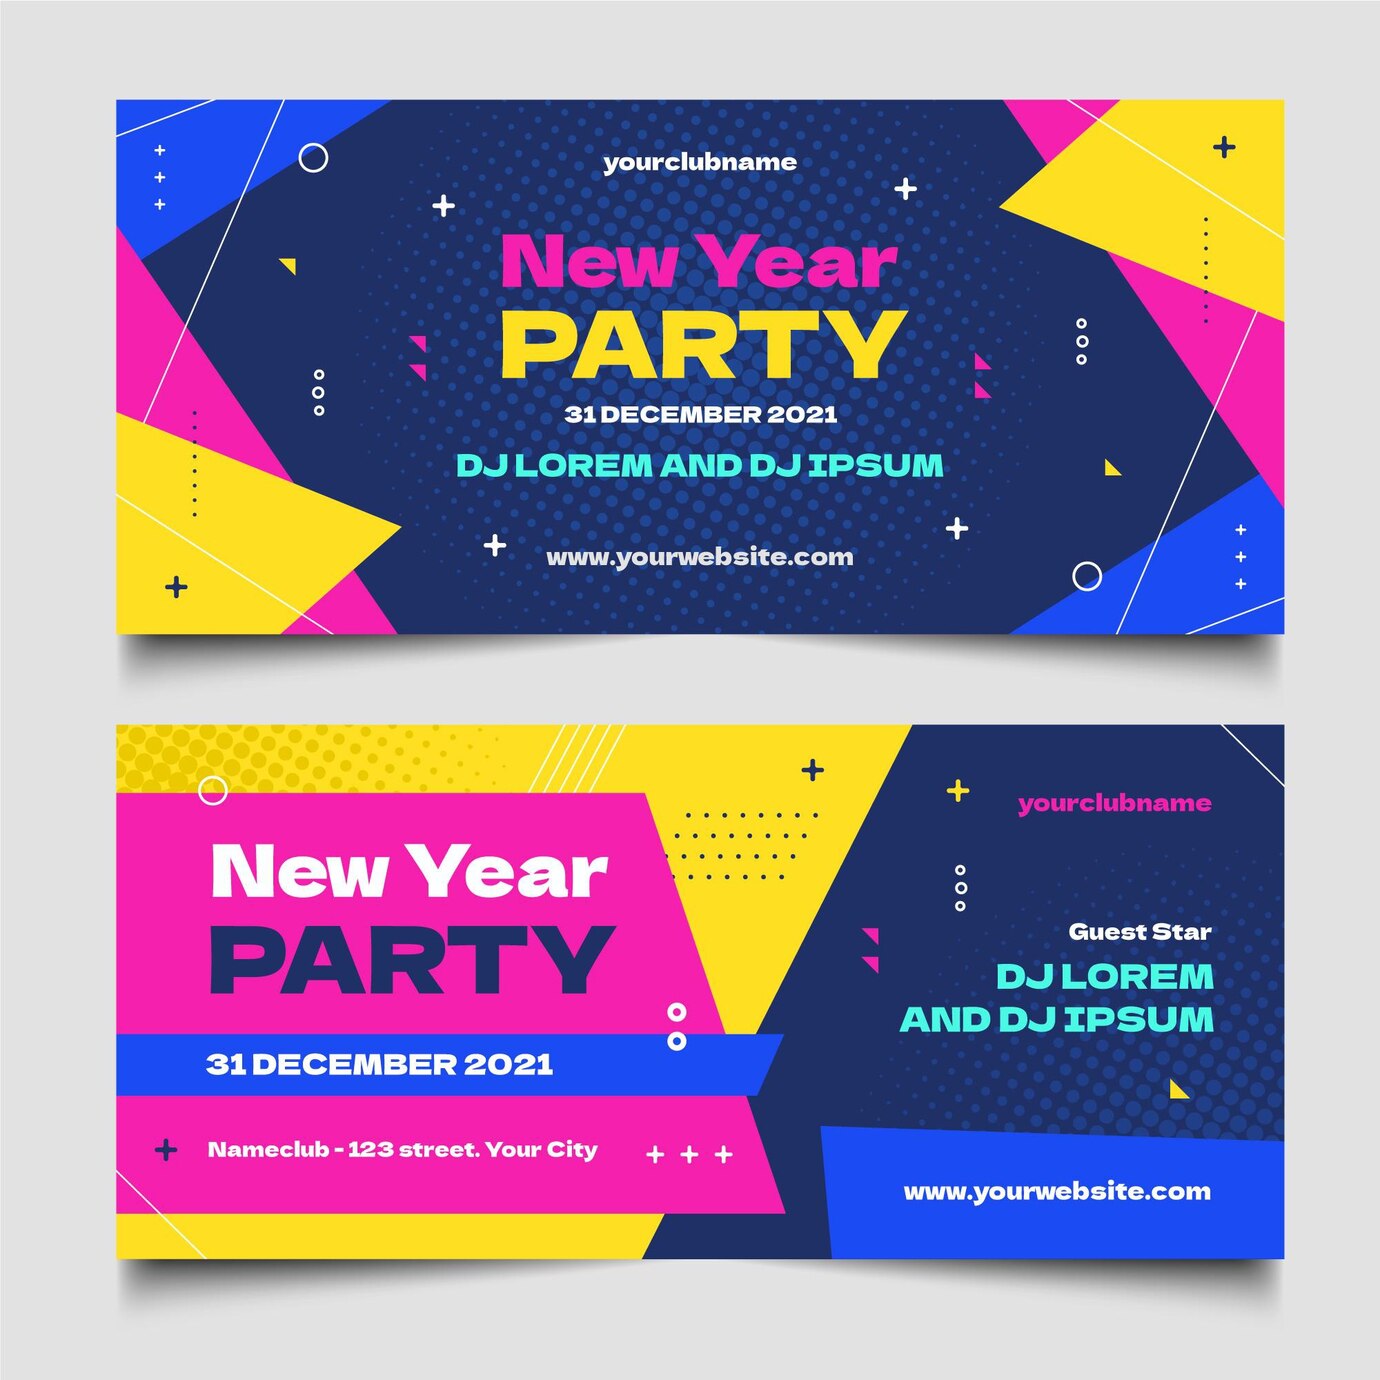 yourclubname
New Year
PARTY
31 DECEMBER 2021
DJ LOREM AND DJ IPSUM
www.yourwebsite.com
New Year
PARTY
31 DECEMBER 2021
Nameclub - 123 street. Your City
yourclubname
Guest Star
DJ LOREM
AND DJ IPSUM
www.yourwebsite.com